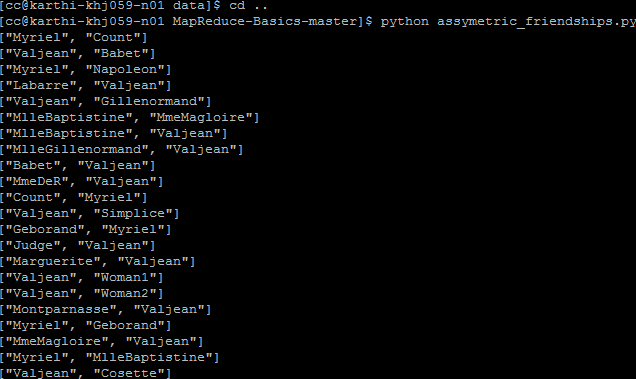 [cc@karthi-khj059-n01 data]$ cd ..
[cc@karthi-khj059-n01 MapReduce-Basics-master]$ python assymetric_friendships.py
["Myriel", "Count"]
["Valjean", "Babet"]
["Myriel", "Napoleon"]
["Labarre", "Valjean"]
["Valjean", "Gillenormand"]
["MlleBaptistine", "MmeMagloire"]
["MlleBaptistine", "Valjean"]
["MlleGillenormand", "Valjean"]
["Babet", "Valjean"]
["MmeDeR", "Valjean"]
["Count", "Myriel"]
["Valjean", "Simplice"]
["Geborand", "Myriel"]
["Judge", "Valjean"]
["Marguerite", "Valjean"]
["Valjean", "Woman1"]
["Valjean", "Woman2"]
["Montparnasse", "Valjean"]
["Myriel", "Geborand"]
["MmeMagloire", "Valjean"]
["Myriel", "MlleBaptistine"]
["Valjean", "Cosette"]